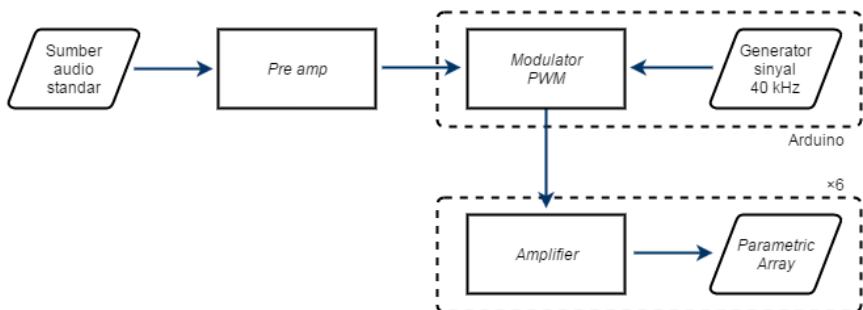 Sumber
audio
standar
Pre amp
Modulator
PWM
Generator
sinyal
40 kHz
Arduino
×6
Amplifier
Parametric
Array